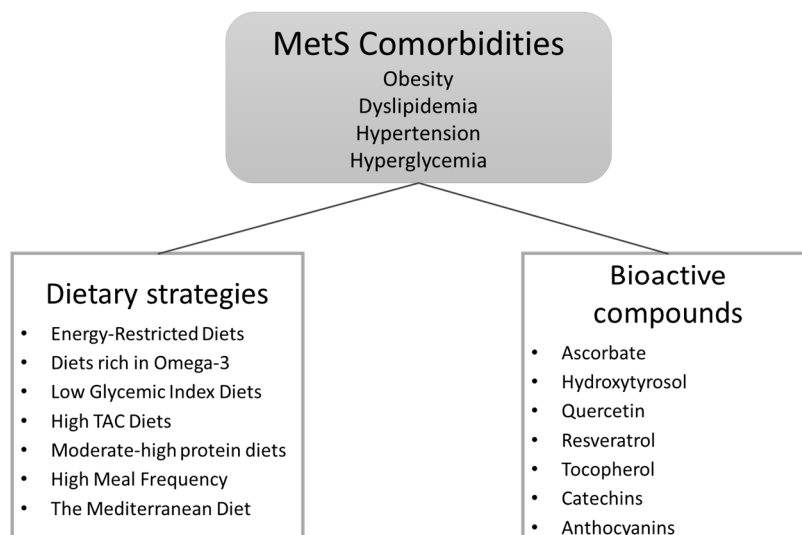 MetS Comorbidities
Obesity
Dyslipidemia
Hypertension
Hyperglycemia
Dietary strategies
• Energy-Restricted Diets
• Diets rich in Omega-3
• Low Glycemic Index Diets
• High TAC Diets
• Moderate-high protein diets
• High Meal Frequency
• The Mediterranean Diet
Bioactive
compounds
• Ascorbate
• Hydroxytyrosol
• Quercetin
• Resveratrol
• Tocopherol
• Catechins
• Anthocyanins